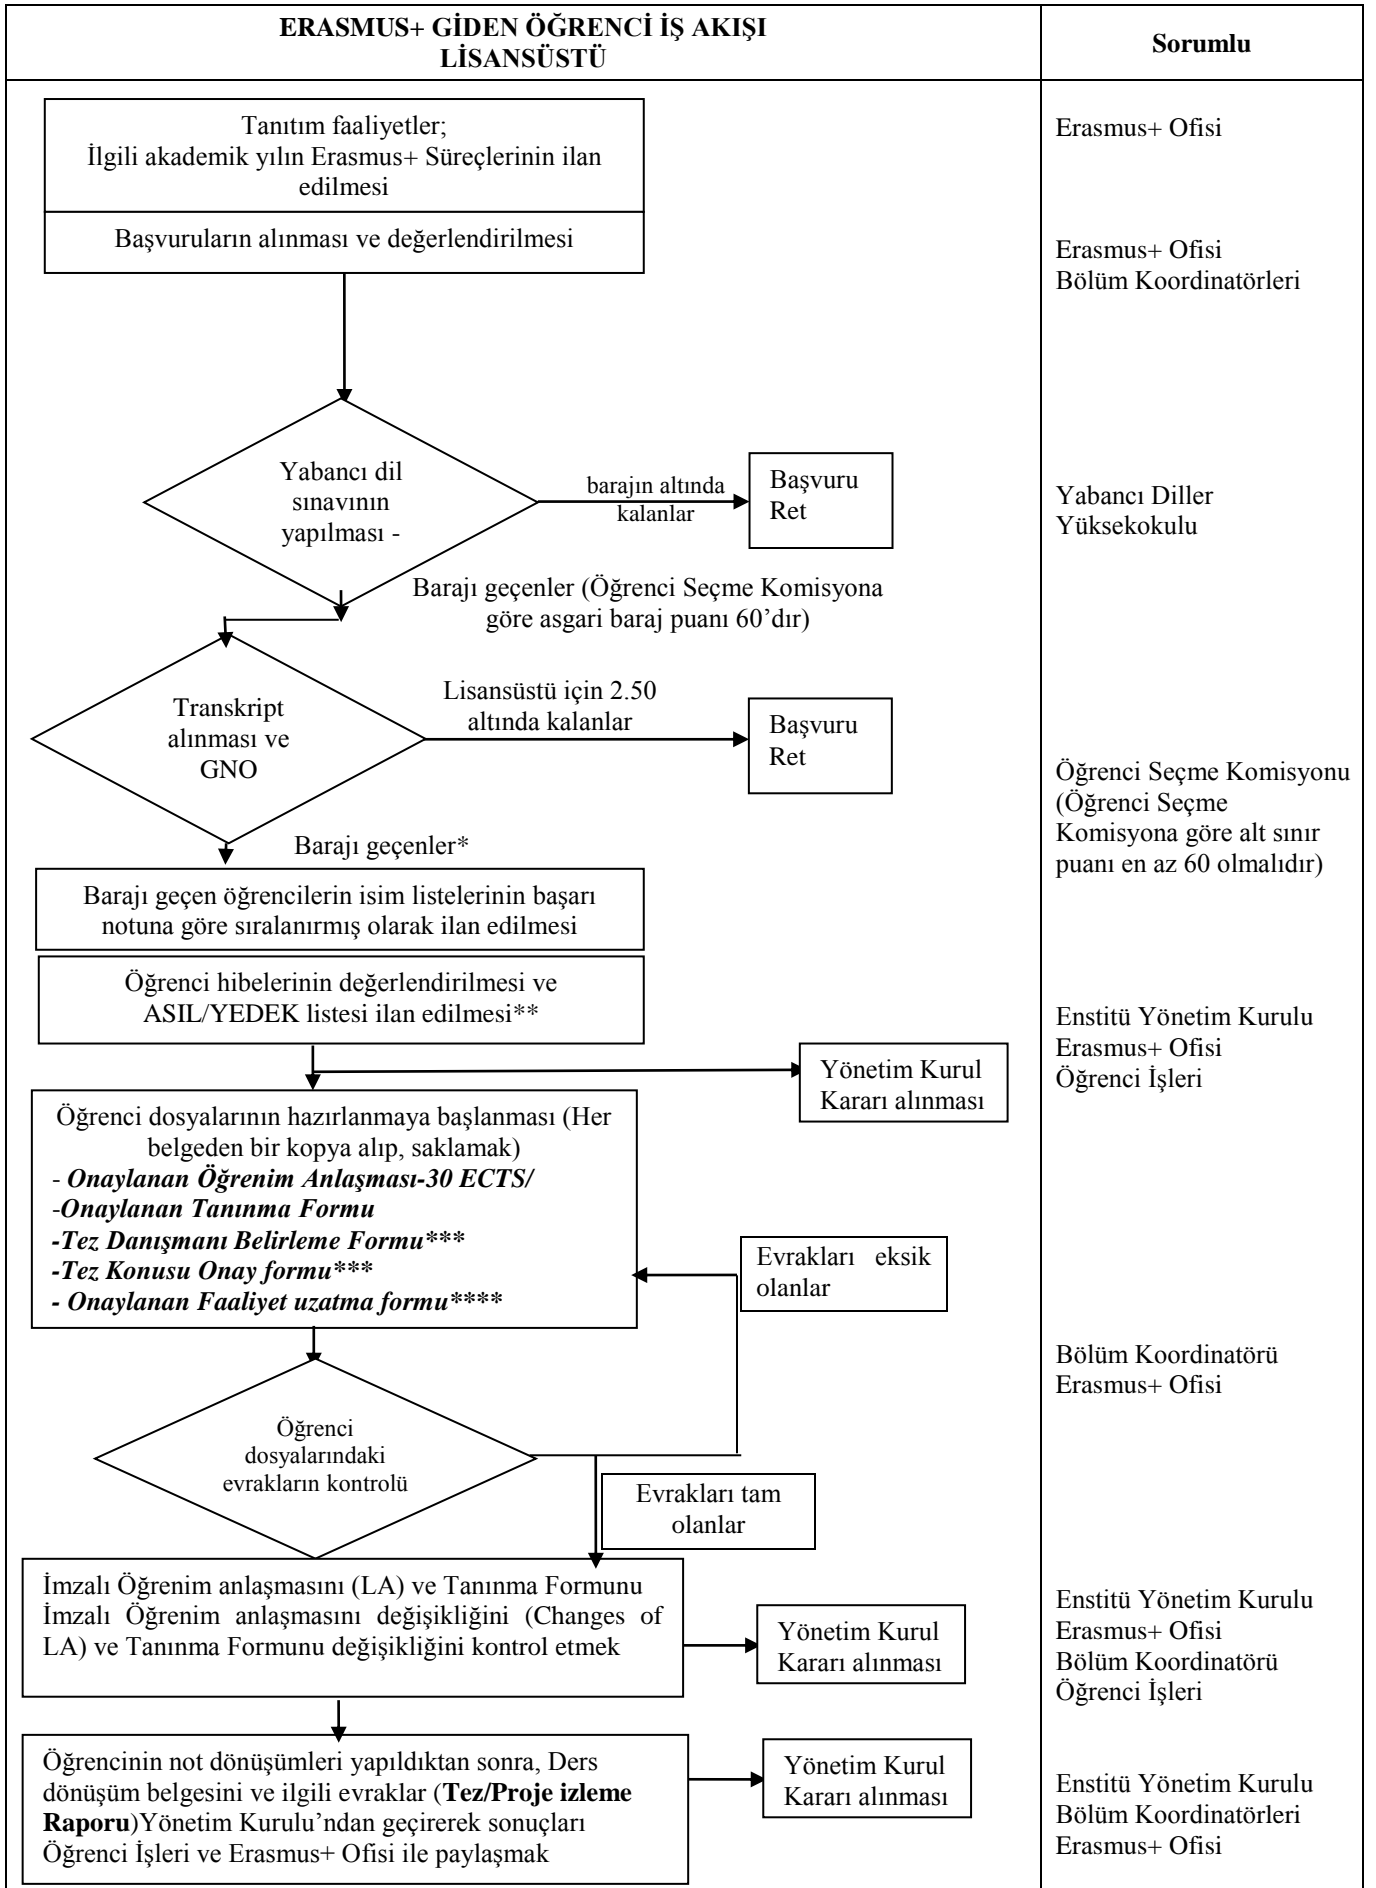 ERASMUS+ GİDEN ÖĞRENCİ İŞ AKIŞI
LİSANSÜSTÜ
Sorumlu
Tanıtım faaliyetler;
İlgili akademik yılın Erasmus+ Süreçlerinin ilan
edilmesi
Erasmus+ Ofisi
Başvuruların alınması ve değerlendirilmesi
Erasmus+ Ofisi
Bölüm Koordinatörleri
Yabancı dil
sınavının
yapılması -
barajın altında
kalanlar
Başvuru
Ret
Yabancı Diller
Yüksekokulu
Barajı geçenler (Öğrenci Seçme Komisyona
göre asgari baraj puanı 60’dır)
Transkript
alınması ve
GNO
Lisansüstü için 2.50
altında kalanlar
Başvuru
Ret
Öğrenci Seçme Komisyonu
(Öğrenci Seçme
Komisyona göre alt sınır
puanı en az 60 olmalıdır)
Barajı geçenler*
Barajı geçen öğrencilerin isim listelerinin başarı
notuna göre sıralanırmış olarak ilan edilmesi
Öğrenci hibelerinin değerlendirilmesi ve
ASIL/YEDEK listesi ilan edilmesi**
Enstitü Yönetim Kurulu
Erasmus+ Ofisi
Öğrenci İşleri
Yönetim Kurul
Kararı alınması
Öğrenci dosyalarının hazırlanmaya başlanması (Her
belgeden bir kopya alıp, saklamak)
- Onaylanan Öğrenim Anlaşması-30 ECTS/
-Onaylanan Tanınma Formu
-Tez Danışmanı Belirleme Formu***
-Tez Konusu Onay formu***
- Onaylanan Faaliyet uzatma formu****
Evrakları eksik
olanlar
Bölüm Koordinatörü
Erasmus+ Ofisi
Öğrenci
dosyalarındaki
evrakların kontrolü
Evrakları tam
olanlar
İmzalı Öğrenim anlaşmasını (LA) ve Tanınma Formunu
İmzalı Öğrenim anlaşmasını değişikliğini (Changes of
LA) ve Tanınma Formunu değişikliğini kontrol etmek
Yönetim Kurul
Kararı alınması
Enstitü Yönetim Kurulu
Erasmus+ Ofisi
Bölüm Koordinatörü
Öğrenci İşleri
Öğrencinin not dönüşümleri yapıldıktan sonra, Ders
dönüşüm belgesini ve ilgili evraklar (Tez/Proje izleme
Raporu)Yönetim Kurulu’ndan geçirerek sonuçları
Öğrenci İşleri ve Erasmus+ Ofisi ile paylaşmak
Yönetim Kurul
Kararı alınması
Enstitü Yönetim Kurulu
Bölüm Koordinatörleri
Erasmus+ Ofisi